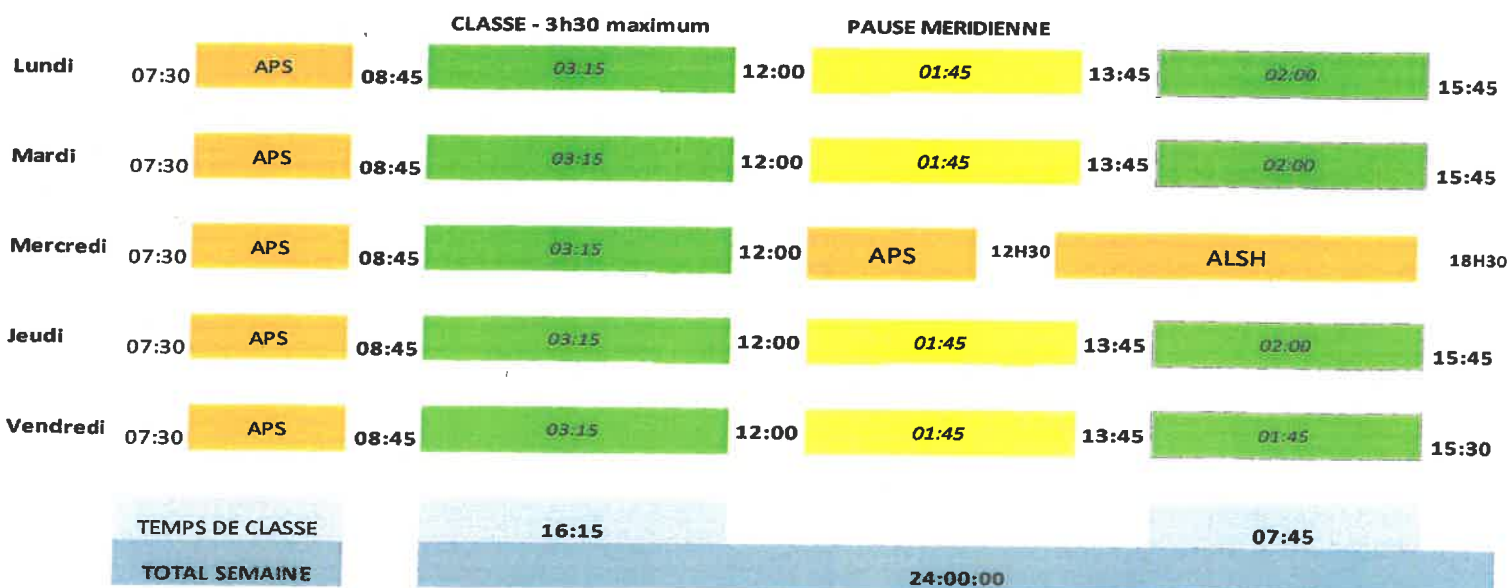 CLASSE - 3h30 maximum PAUSE MERIDIENNE
Lundi 07:30 APS 08:45 03:15 12:00 01:45 13:45 02:00 15:45
Mardi 07:30 APS 08:45 03:15 12:00 01:45 13:45 02:00 15:45
Mercredi 07:30 APS 08:45 03:15 12:00 APS 12H30 ALSH 18H30
Jeudi 07:30 APS 08:45 03:15 12:00 01:45 13:45 02:00 15:45
Vendredi 07:30 APS 08:45 03:15 12:00 01:45 13:45 01:45 15:30
TEMPS DE CLASSE 16:15 07:45
TOTAL SEMAINE 24:00:00